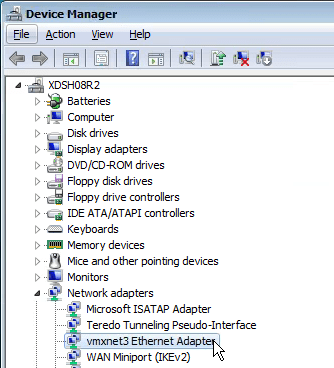 Device Manager
File Action View Help
XDSH08R2
Batteries
Computer
Disk drives
Display adapters
DVD/CD-ROM drives
Floppy disk drives
Floppy drive controllers
IDE ATA/ATAPI controllers
Keyboards
Memory devices
Mice and other pointing devices
Monitors
Network adapters
Microsoft ISATAP Adapter
Teredo Tunneling Pseudo-Interface
vmxnet3 Ethernet Adapter
WAN Miniport (IKEv2)